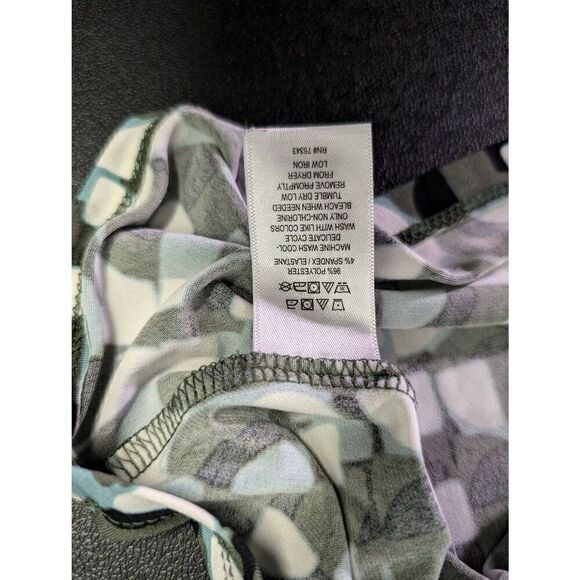 96% POLYESTER
4% SPANDEX / ELASTANE
MACHINE WASH COOL-
DELICATE CYCLE
WASH WITH LIKE COLORS
ONLY NON-CHLORINE
BLEACH WHEN NEEDED
TUMBLE DRY LOW
REMOVE PROMPTLY
FROM DRYER
LOW IRON
RN# 75343